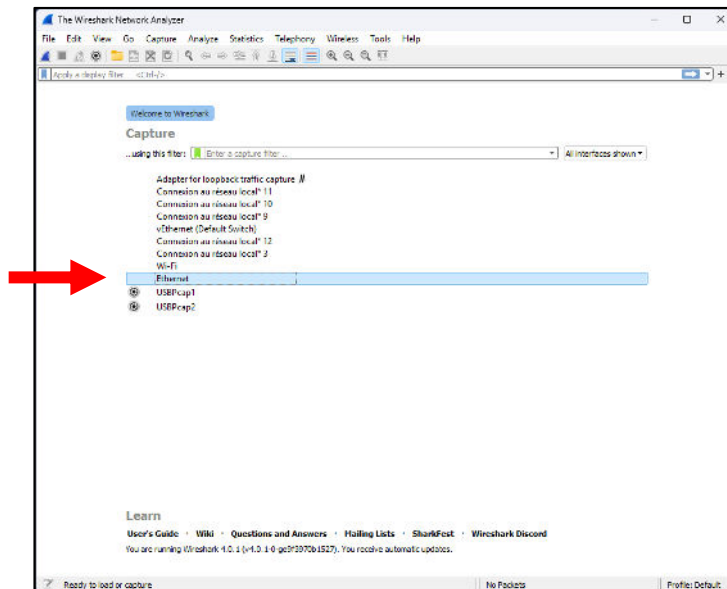 The Wireshark Network Analyzer
File Edit View Go Capture Analyze Statistics Telephony Wireless Tools Help
Apply a display filter ... <Ctrl-/>
Welcome to Wireshark
Capture
...using this filter: Enter a capture filter ... All interfaces shown
Adapter for loopback traffic capture
Connexion au réseau local* 11
Connexion au réseau local* 10
Connexion au réseau local* 9
vEthernet (Default Switch)
Connexion au réseau local* 12
Connexion au réseau local* 3
Wi-Fi
Ethernet
USBPcap1
USBPcap2
Learn
User's Guide · Wiki · Questions and Answers · Mailing Lists · SharkFest · Wireshark Discord
You are running Wireshark 4.0.1 (v4.0.1-0-ge9f3970b1527). You receive automatic updates.
Ready to load or capture No Packets Profile: Default